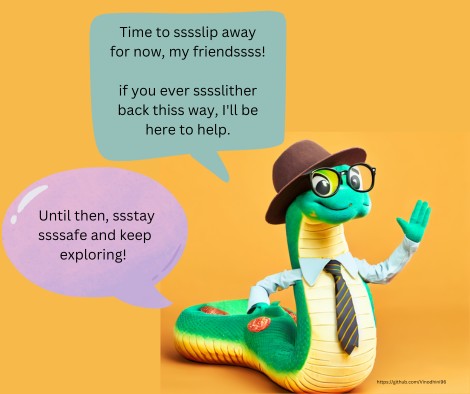 Time to sssslip away
for now, my friendssss!
if you ever sssslither
back thiss way, I'll be
here to help.
Until then, ssstay
ssssafe and keep
exploring!
https://github.com/Vinodhini96